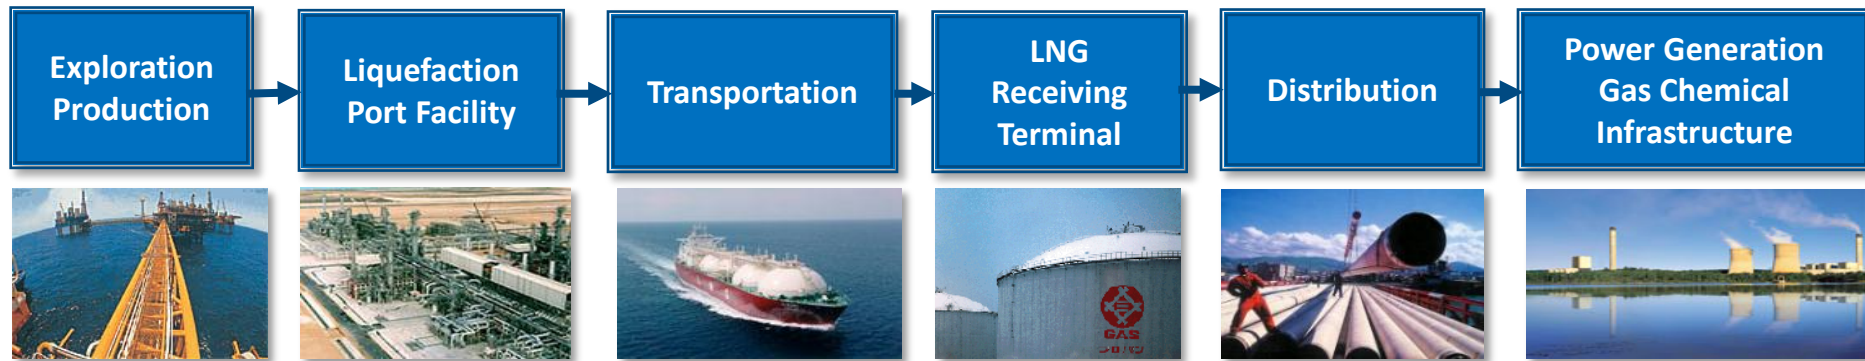 Exploration
Production
Liquefaction
Port Facility
Transportation
LNG
Receiving
Terminal
Distribution
Power Generation
Gas Chemical
Infrastructure
GAS